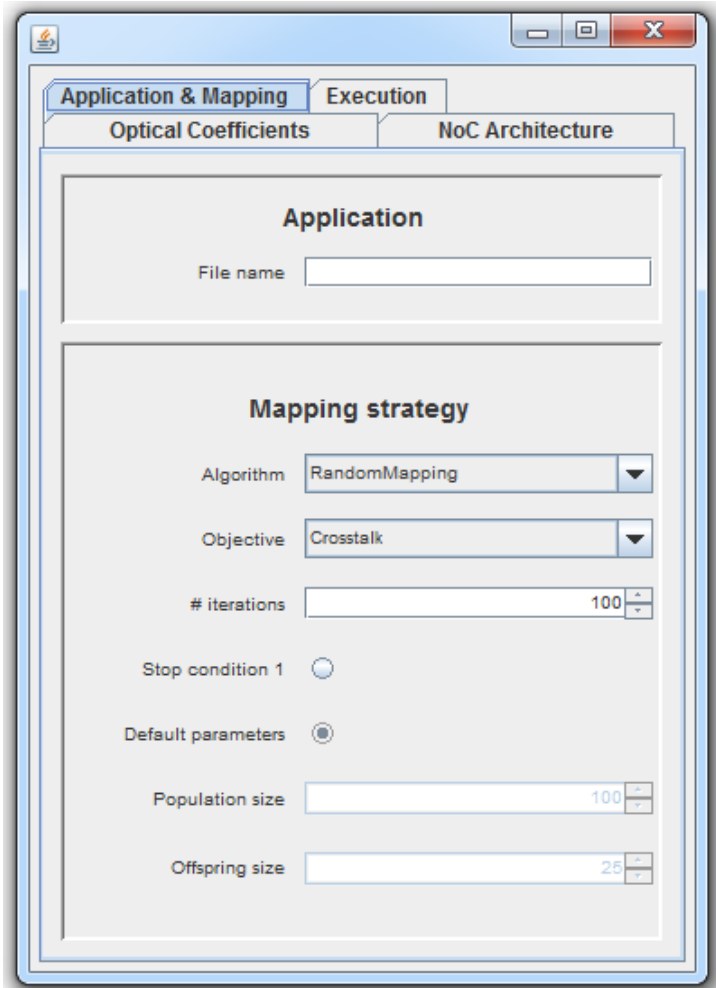 Application & Mapping Execution
Optical Coefficients NoC Architecture
Application
File name
Mapping strategy
Algorithm RandomMapping
Objective Crosstalk
# iterations 100
Stop condition 1
Default parameters
Population size 100
Offspring size 25